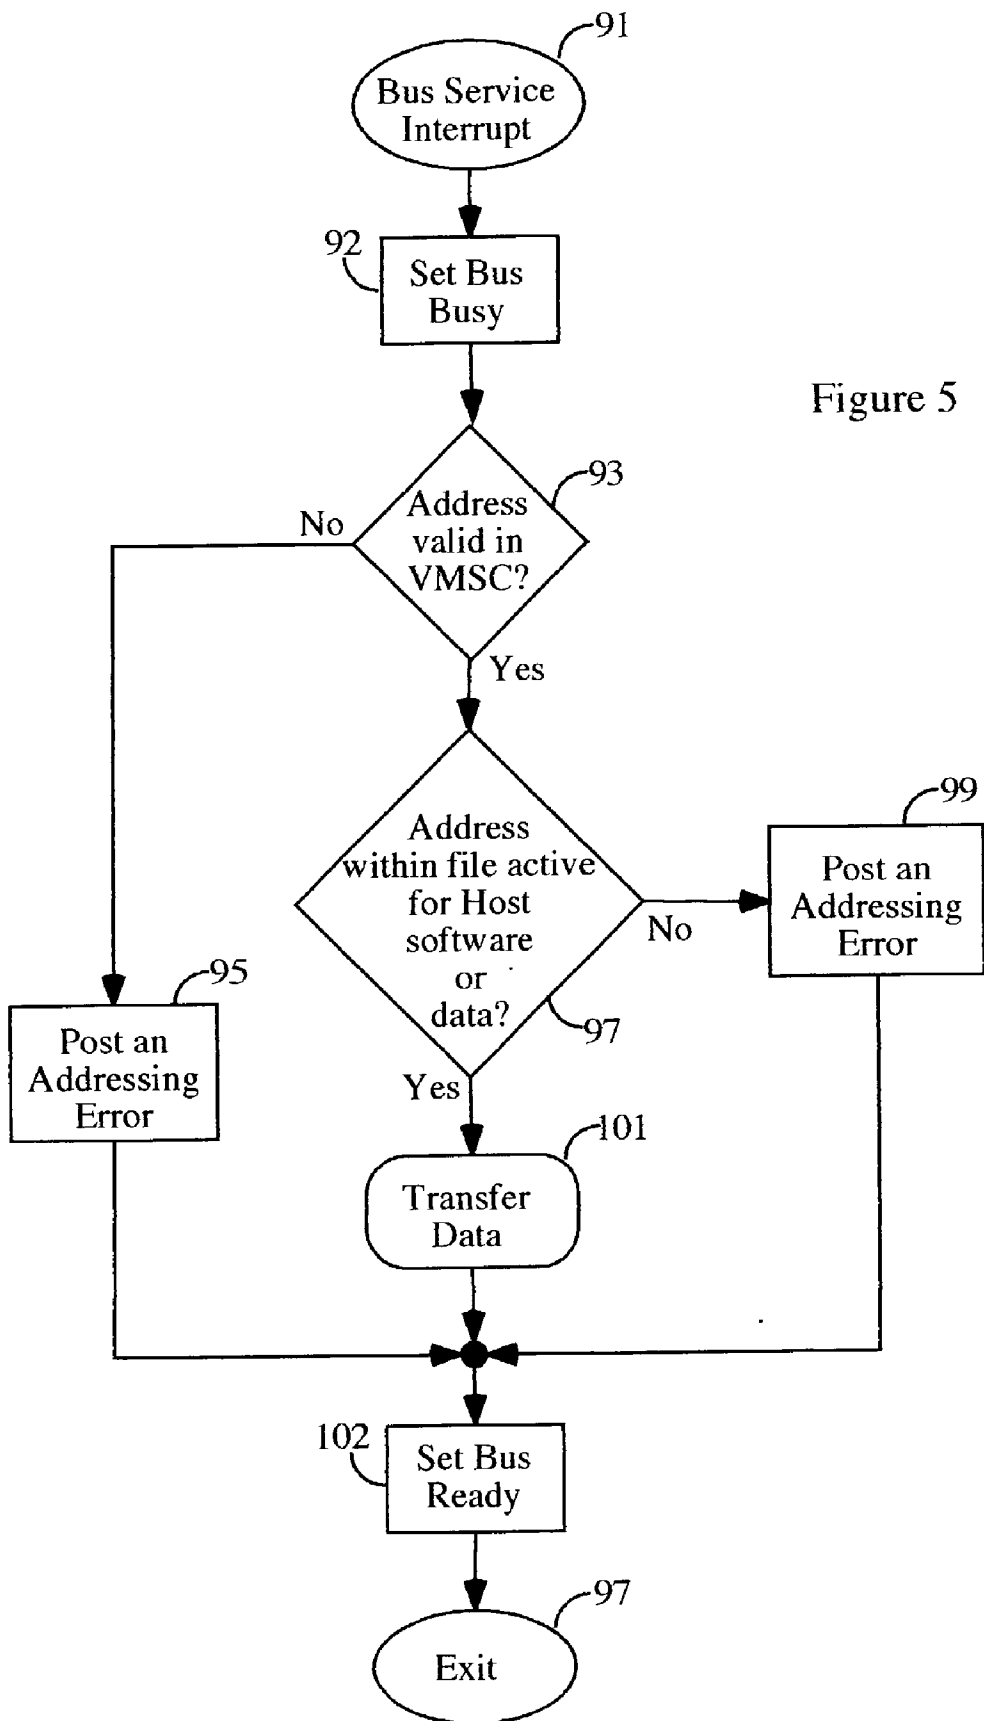 91
Bus Service
Interrupt
92
Set Bus
Busy
Figure 5
93
Address
valid in
VMSC?
No
Yes
99
Address
within file active
for Host
software
or
data?
No
97
Post an
Addressing
Error
95
Post an
Addressing
Error
Yes
101
Transfer
Data
102
Set Bus
Ready
97
Exit